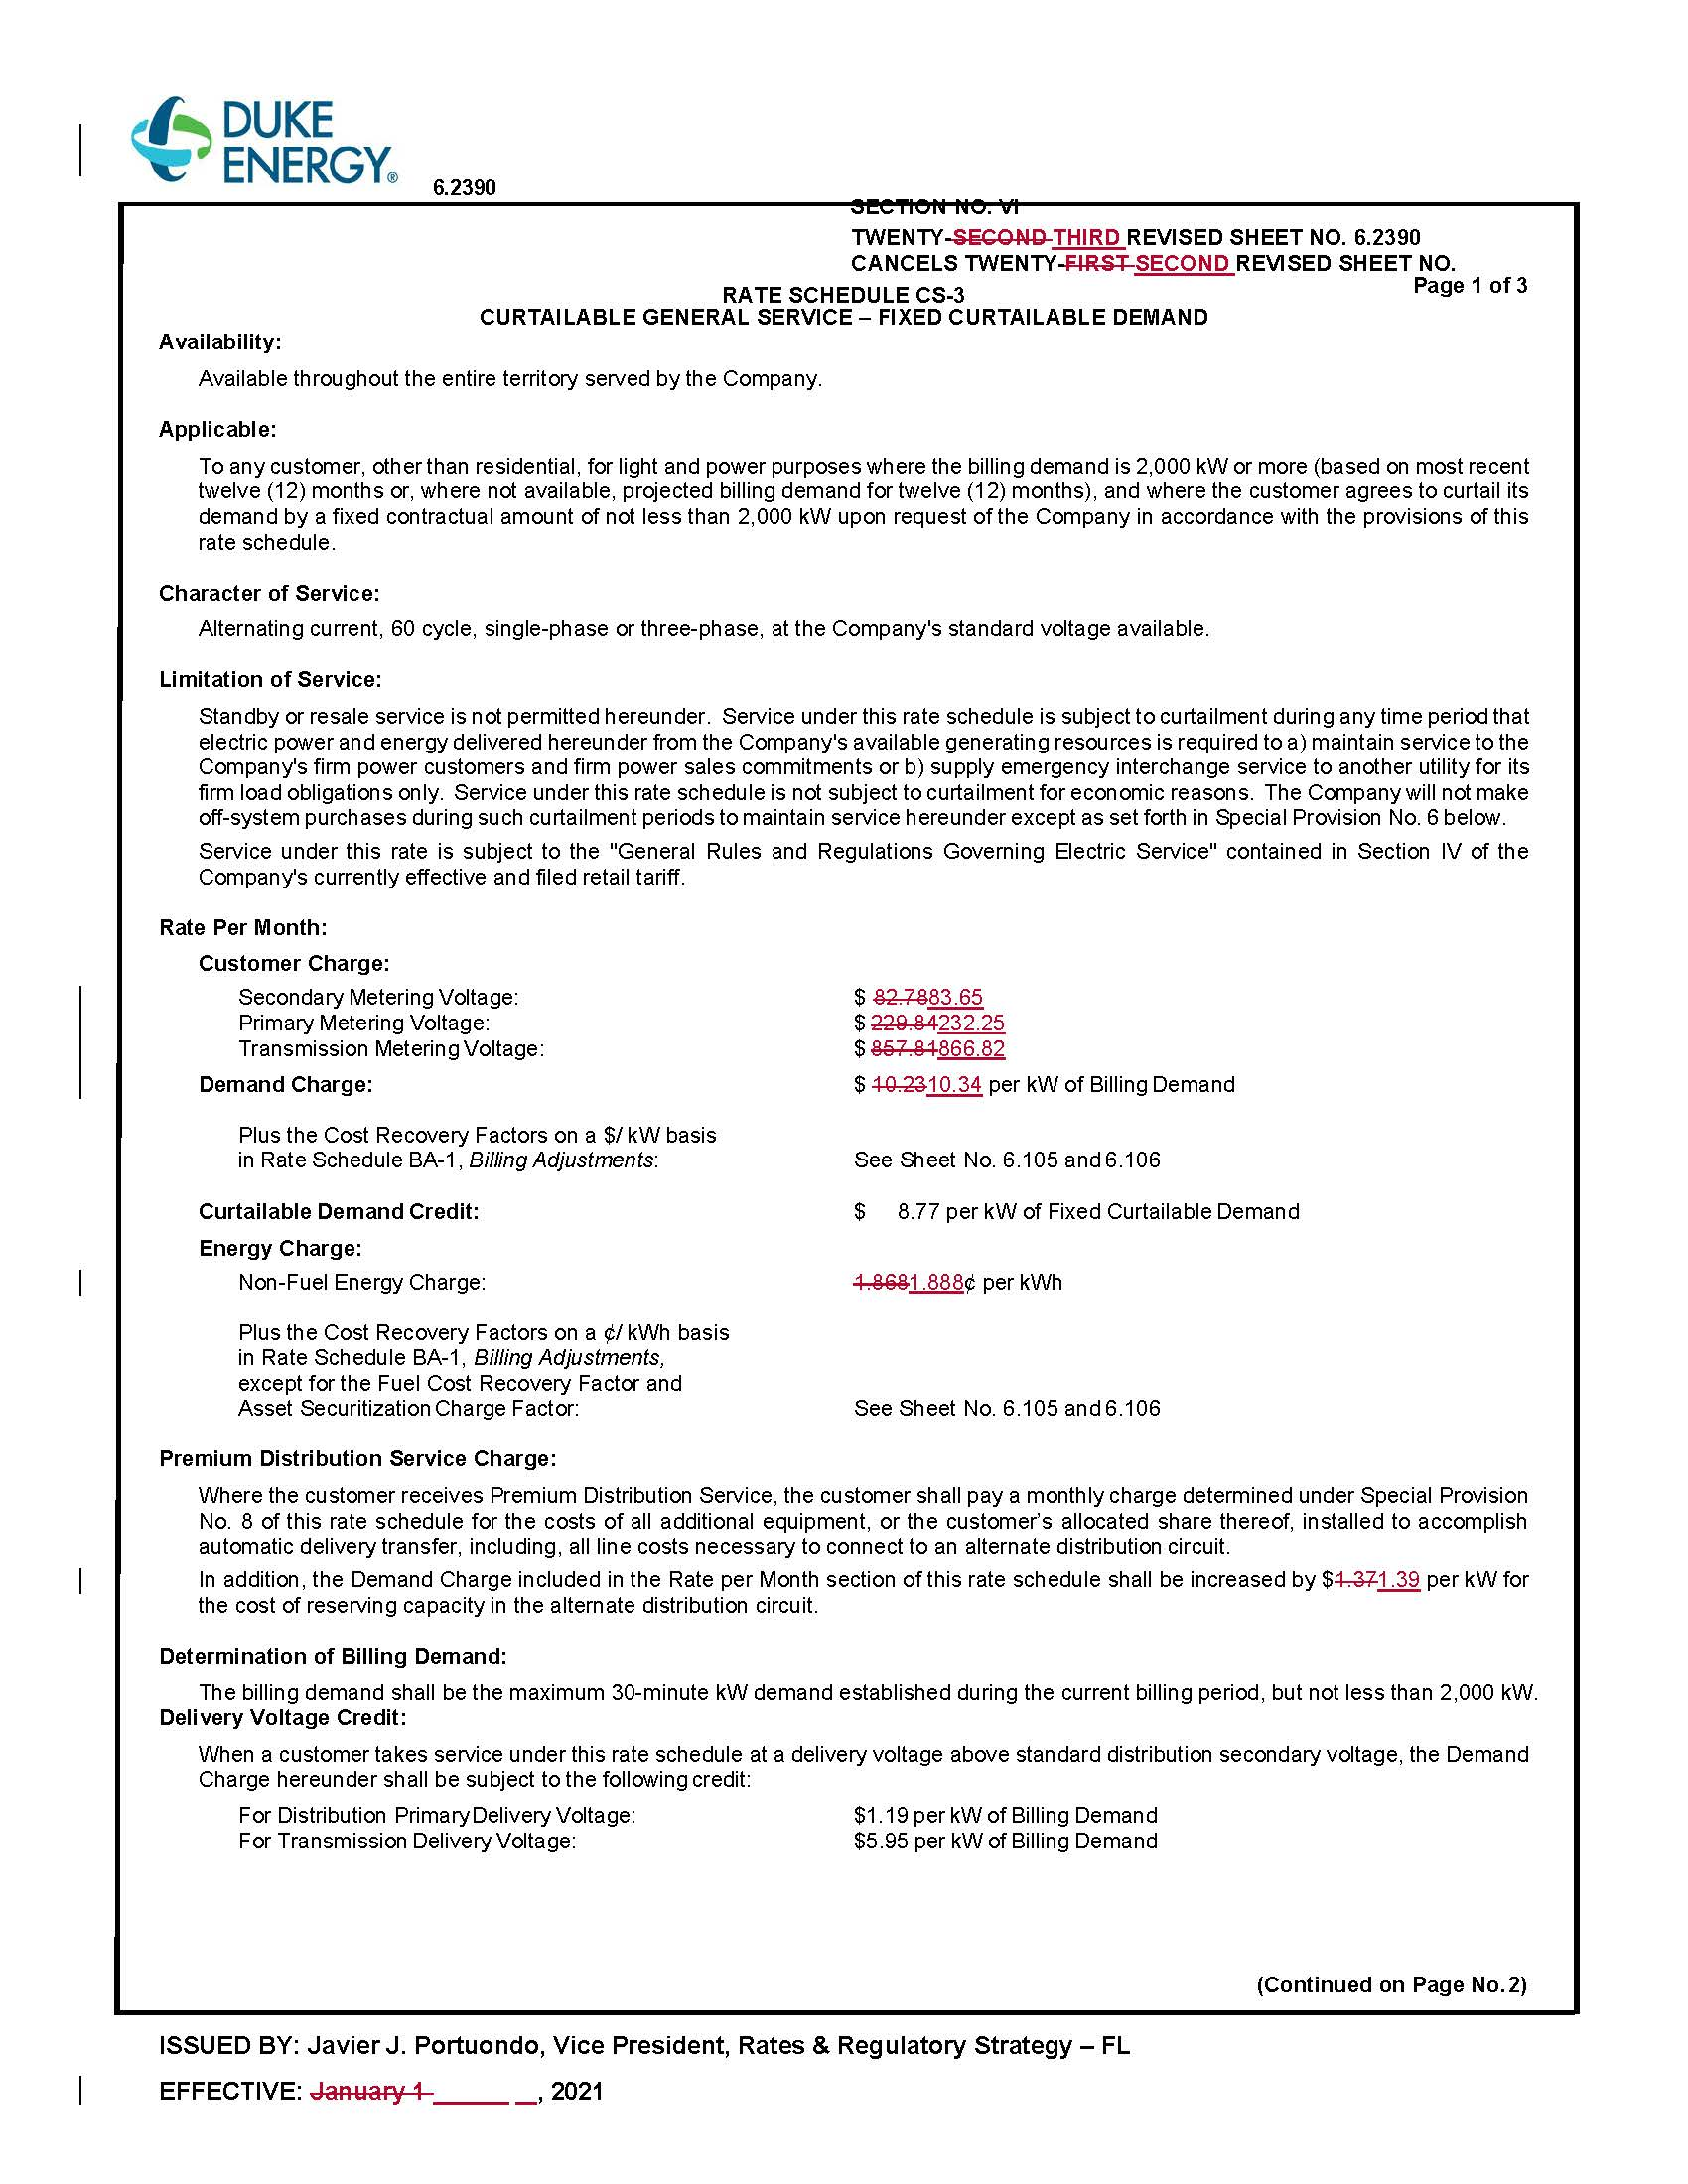 DUKE
ENERGY®
6.2390
SECTION NO. VI
TWENTY-SECOND THIRD REVISED SHEET NO. 6.2390
CANCELS TWENTY-FIRST SECOND REVISED SHEET NO.
Page 1 of 3
RATE SCHEDULE CS-3
CURTAILABLE GENERAL SERVICE – FIXED CURTAILABLE DEMAND
Availability:
Available throughout the entire territory served by the Company.
Applicable:
To any customer, other than residential, for light and power purposes where the billing demand is 2,000 kW or more (based on most recent
twelve (12) months or, where not available, projected billing demand for twelve (12) months), and where the customer agrees to curtail its
demand by a fixed contractual amount of not less than 2,000 kW upon request of the Company in accordance with the provisions of this
rate schedule.
Character of Service:
Alternating current, 60 cycle, single-phase or three-phase, at the Company's standard voltage available.
Limitation of Service:
Standby or resale service is not permitted hereunder. Service under this rate schedule is subject to curtailment during any time period that
electric power and energy delivered hereunder from the Company's available generating resources is required to a) maintain service to the
Company's firm power customers and firm power sales commitments or b) supply emergency interchange service to another utility for its
firm load obligations only. Service under this rate schedule is not subject to curtailment for economic reasons. The Company will not make
off-system purchases during such curtailment periods to maintain service hereunder except as set forth in Special Provision No. 6 below.
Service under this rate is subject to the "General Rules and Regulations Governing Electric Service" contained in Section IV of the
Company's currently effective and filed retail tariff.
Rate Per Month:
Customer Charge:
Secondary Metering Voltage: $ 82.7883.65
Primary Metering Voltage: $ 229.84232.25
Transmission Metering Voltage: $ 857.81866.82
Demand Charge: $ 10.2310.34 per kW of Billing Demand
Plus the Cost Recovery Factors on a $/ kW basis
in Rate Schedule BA-1, Billing Adjustments: See Sheet No. 6.105 and 6.106
Curtailable Demand Credit: $ 8.77 per kW of Fixed Curtailable Demand
Energy Charge:
Non-Fuel Energy Charge: 1.8681.888¢ per kWh
Plus the Cost Recovery Factors on a ¢/ kWh basis
in Rate Schedule BA-1, Billing Adjustments,
except for the Fuel Cost Recovery Factor and
Asset Securitization Charge Factor: See Sheet No. 6.105 and 6.106
Premium Distribution Service Charge:
Where the customer receives Premium Distribution Service, the customer shall pay a monthly charge determined under Special Provision
No. 8 of this rate schedule for the costs of all additional equipment, or the customer’s allocated share thereof, installed to accomplish
automatic delivery transfer, including, all line costs necessary to connect to an alternate distribution circuit.
In addition, the Demand Charge included in the Rate per Month section of this rate schedule shall be increased by $1.371.39 per kW for
the cost of reserving capacity in the alternate distribution circuit.
Determination of Billing Demand:
The billing demand shall be the maximum 30-minute kW demand established during the current billing period, but not less than 2,000 kW.
Delivery Voltage Credit:
When a customer takes service under this rate schedule at a delivery voltage above standard distribution secondary voltage, the Demand
Charge hereunder shall be subject to the following credit:
For Distribution Primary Delivery Voltage: $1.19 per kW of Billing Demand
For Transmission Delivery Voltage: $5.95 per kW of Billing Demand
(Continued on Page No. 2)
ISSUED BY: Javier J. Portuondo, Vice President, Rates & Regulatory Strategy – FL
EFFECTIVE: January 1 ______ __, 2021